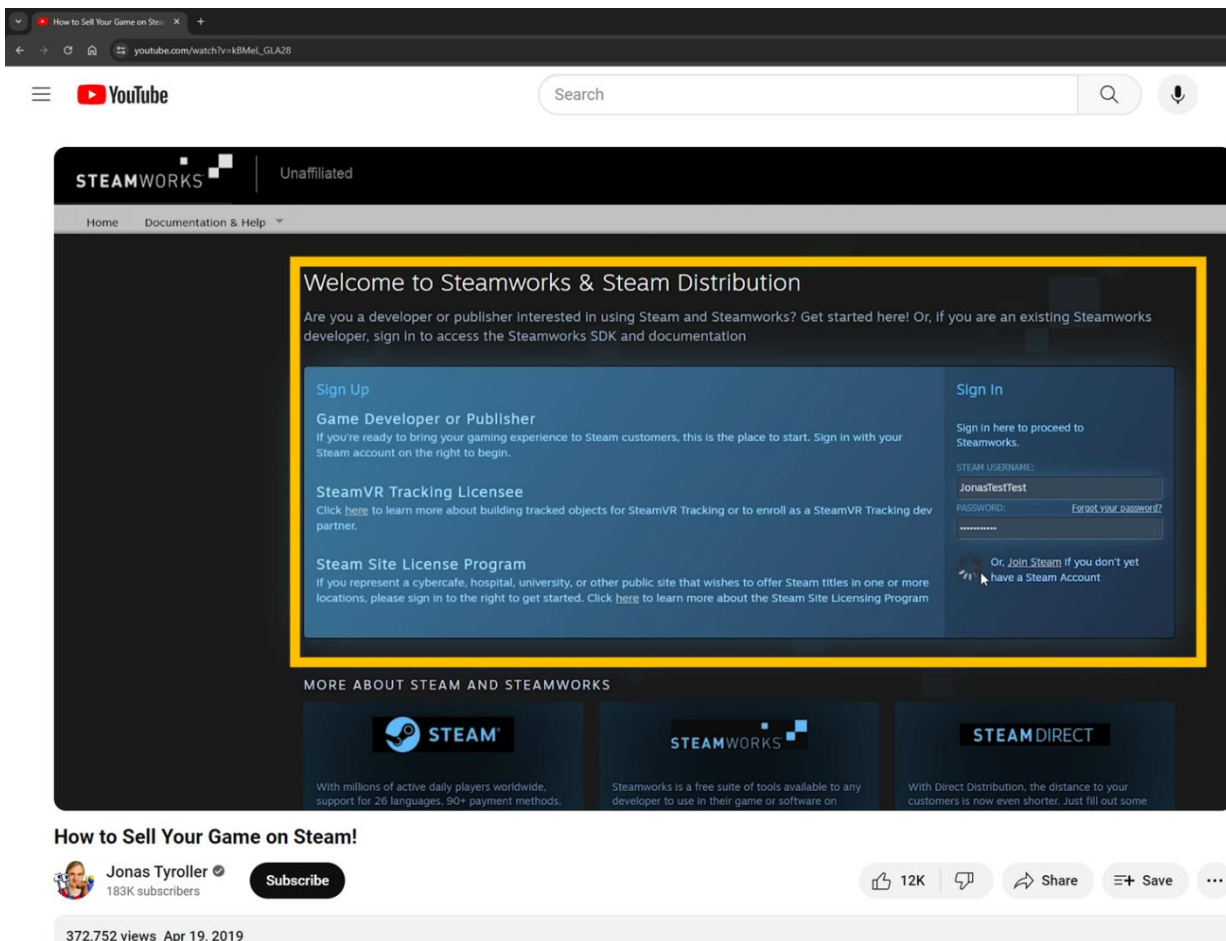 How to Sell Your Game on Stea
youtube.com/watch?v=kBMeL_GLA28
YouTube
Search
STEAMWORKS
Unaffiliated
Home Documentation & Help
Welcome to Steamworks & Steam Distribution
Are you a developer or publisher interested in using Steam and Steamworks? Get started here! Or, if you are an existing Steamworks
developer, sign in to access the Steamworks SDK and documentation
Sign Up
Game Developer or Publisher
If you're ready to bring your gaming experience to Steam customers, this is the place to start. Sign in with your
Steam account on the right to begin.
SteamVR Tracking Licensee
Click here to learn more about building tracked objects for SteamVR Tracking or to enroll as a SteamVR Tracking dev
partner.
Steam Site License Program
If you represent a cybercafe, hospital, university, or other public site that wishes to offer Steam titles in one or more
locations, please sign in to the right to get started. Click here to learn more about the Steam Site Licensing Program
Sign In
Sign in here to proceed to
Steamworks.
STEAM USERNAME:
JonasTestTest
PASSWORD: Forgot your password?
Or, Join Steam if you don't yet
have a Steam Account
MORE ABOUT STEAM AND STEAMWORKS
STEAM
With millions of active daily players worldwide,
support for 26 languages, 90+ payment methods,
STEAMWORKS
Steamworks is a free suite of tools available to any
developer to use in their game or software on
STEAMDIRECT
With Direct Distribution, the distance to your
customers is now even shorter. Just fill out some
How to Sell Your Game on Steam!
Jonas Tyroller
183K subscribers
Subscribe
12K
Share
Save
372,752 views Apr 19, 2019